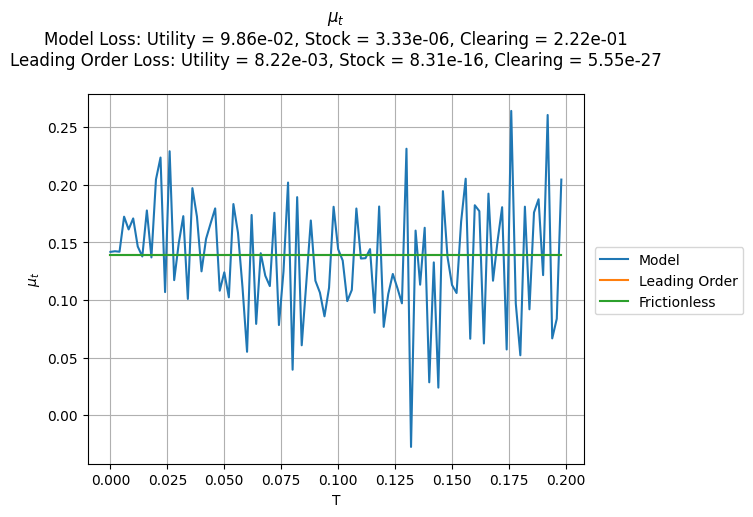 μₜ
Model Loss: Utility = 9.86e-02, Stock = 3.33e-06, Clearing = 2.22e-01
Leading Order Loss: Utility = 8.22e-03, Stock = 8.31e-16, Clearing = 5.55e-27
0.25
0.20
0.15
0.10
0.05
0.00
μₜ
0.000 0.025 0.050 0.075 0.100 0.125 0.150 0.175 0.200
T
Model
Leading Order
Frictionless